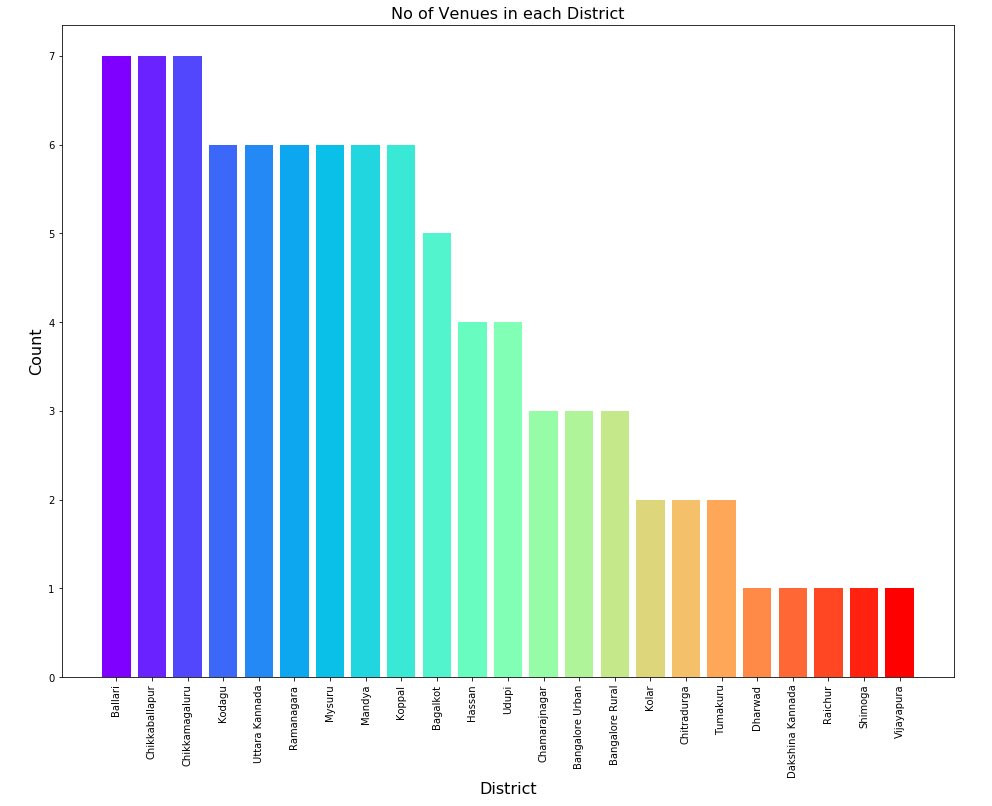 No of Venues in each District
Count
7
6
5
4
3
2
1
0
Ballari
Chikkaballapur
Chikkamagaluru
Kodagu
Uttara Kannada
Ramanagara
Mysuru
Mandya
Koppal
Bagalkot
Hassan
Udupi
Chamarajnagar
Bangalore Urban
Bangalore Rural
Kolar
Chitradurga
Tumakuru
Dharwad
Dakshina Kannada
Raichur
Shimoga
Vijayapura
District